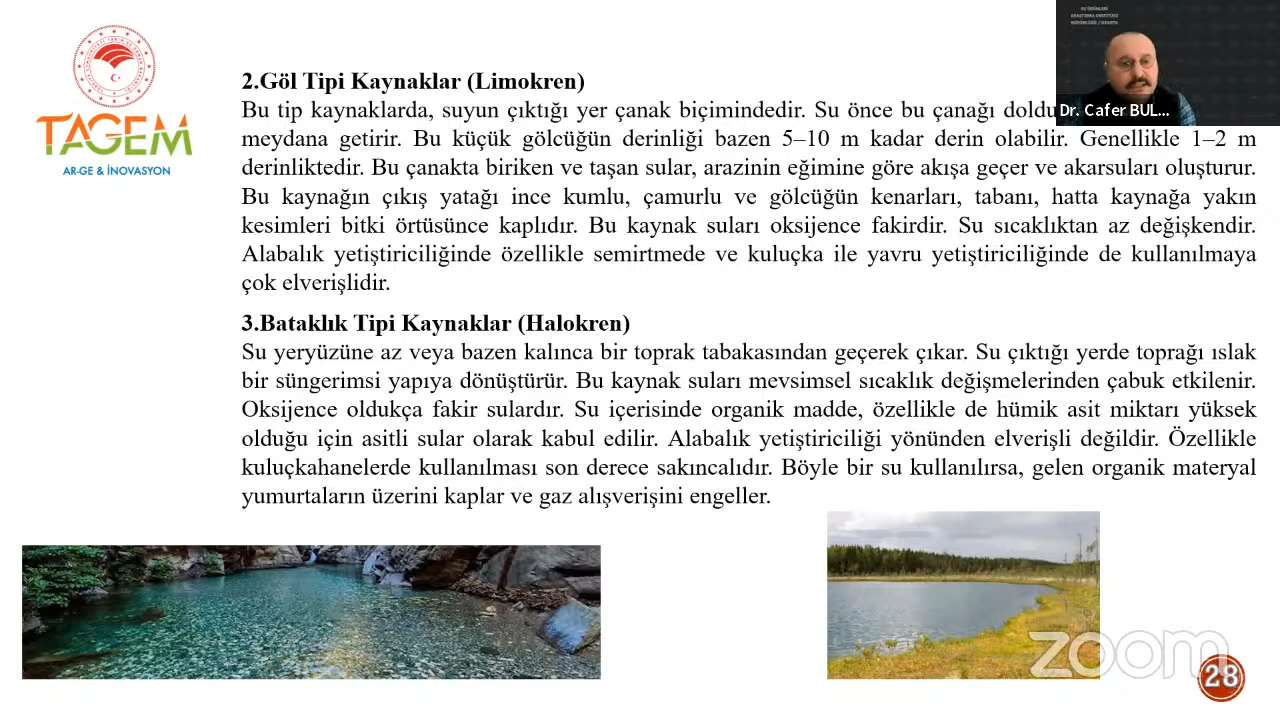 SU ÜRÜNLERİ
ARAŞTIRMA ENSTİTÜSÜ
MÜDÜRLÜĞÜ / ISPARTA
Dr. Cafer BUL...
TAGEM
AR-GE & İNOVASYON
2.Göl Tipi Kaynaklar (Limokren)
Bu tip kaynaklarda, suyun çıktığı yer çanak biçimindedir. Su önce bu çanağı
meydana getirir. Bu küçük gölcüğün derinliği bazen 5–10 m kadar derin olabilir. Genellikle 1–2 m
derinliktedir. Bu çanakta biriken ve taşan sular, arazinin eğimine göre akışa geçer ve akarsuları oluşturur.
Bu kaynağın çıkış yatağı ince kumlu, çamurlu ve gölcüğün kenarları, tabanı, hatta kaynağa yakın
kesimleri bitki örtüsünce kaplıdır. Bu kaynak suları oksijence fakirdir. Su sıcaklıktan az değişkendir.
Alabalık yetiştiriciliğinde özellikle semirtmede ve kuluçka ile yavru yetiştiriciliğinde de kullanılmaya
çok elverişlidir.
3.Bataklık Tipi Kaynaklar (Halokren)
Su yeryüzüne az veya bazen kalınca bir toprak tabakasından geçerek çıkar. Su çıktığı yerde toprağı ıslak
bir süngerimsi yapıya dönüştürür. Bu kaynak suları mevsimsel sıcaklık değişmelerinden çabuk etkilenir.
Oksijence oldukça fakir sulardır. Su içerisinde organik madde, özellikle de hümik asit miktarı yüksek
olduğu için asitli sular olarak kabul edilir. Alabalık yetiştiriciliği yönünden elverişli değildir. Özellikle
kuluçkahanelerde kullanılması son derece sakıncalıdır. Böyle bir su kullanılırsa, gelen organik materyal
yumurtaların üzerini kaplar ve gaz alışverişini engeller.
zoom
28